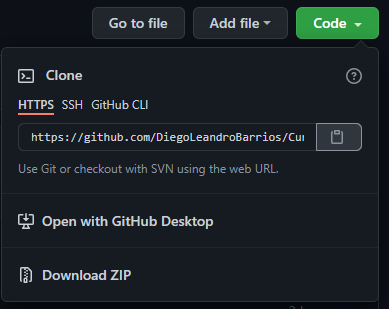 Go to file Add file Code
Clone
HTTPS SSH GitHub CLI
https://github.com/DiegoLeandroBarrios/Cur
Use Git or checkout with SVN using the web URL.
Open with GitHub Desktop
Download ZIP